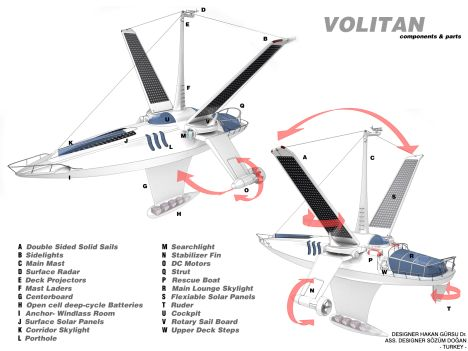 VOLITAN
components & parts
D
E
B
A
F
Q
U
V
M
K
J
L
N
I
G
O
H
A
C
S
P
R
W
N
T
A Double Sided Solid Sails
B Sidelights
C Main Mast
D Surface Radar
E Deck Projectors
F Mast Laders
G Centerboard
H Open cell deep-cycle Batteries
I Anchor- Windlass Room
J Surface Solar Panels
K Corridor Skylight
L Porthole
M Searchlight
N Stabilizer Fin
O DC Motors
Q Strut
P Rescue Boat
R Main Lounge Skylight
S Flexiable Solar Panels
T Ruder
U Cockpit
V Rotary Sail Board
W Upper Deck Steps
DESIGNER HAKAN GÜRSU Dr.
ASS. DESIGNER SÖZÜM DOĞAN
- TURKEY -